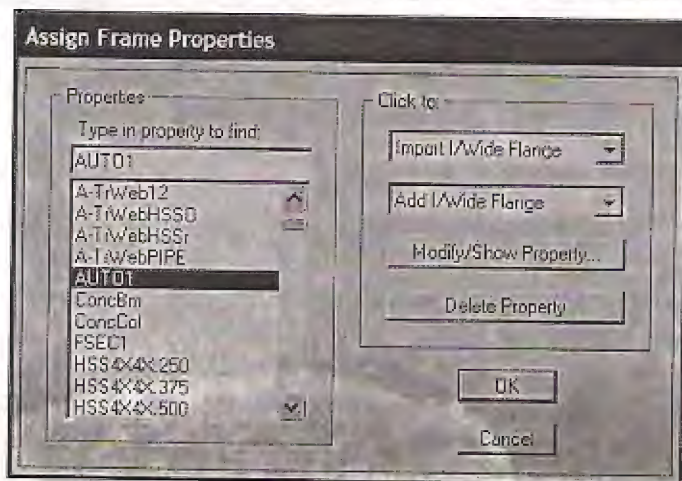 Assign Frame Properties
Properties
Type in property to find:
AUTO1
A-TrWeb12
A-TrWebHSSO
A-TrWebHSSr
A-TrWebPIPE
AUTO1
ConcBm
ConcCol
FSEC1
HSS4X4X.250
HSS4X4X.375
HSS4X4X.500
Click to:
Import I/Wide Flange
Add I/Wide Flange
Modify/Show Property...
Delete Property
OK
Cancel